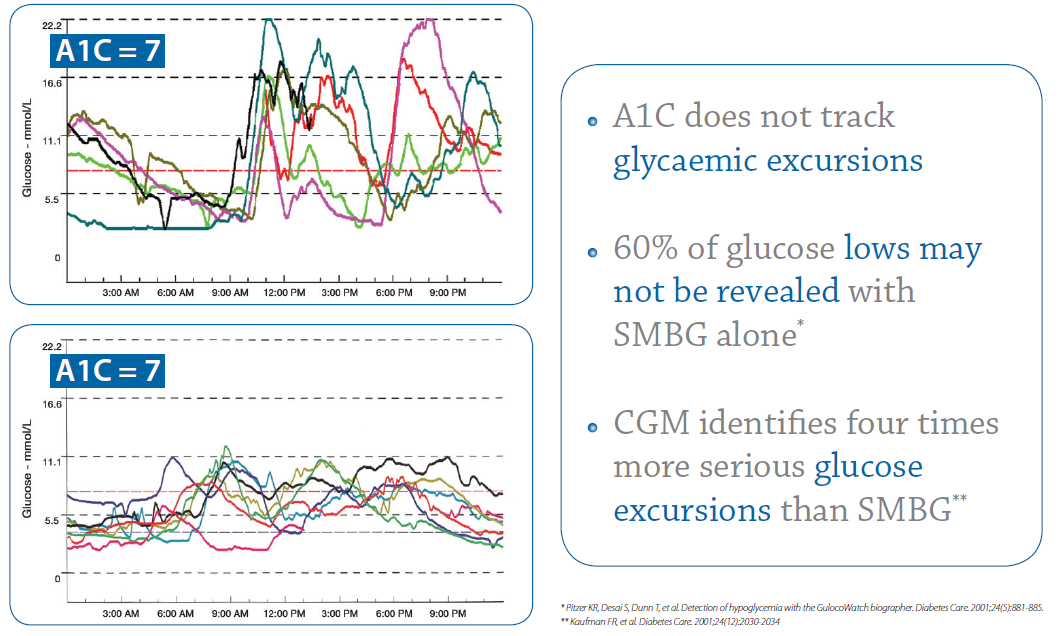 22.2
A1C = 7
16.6
11.1
5.5
0
Glucose - mmol/L
3:00 AM 6:00 AM 9:00 AM 12:00 PM 3:00 PM 6:00 PM 9:00 PM
22.2
A1C = 7
16.6
11.1
5.5
0
Glucose - mmol/L
3:00 AM 6:00 AM 9:00 AM 12:00 PM 3:00 PM 6:00 PM 9:00 PM
• A1C does not track
glycaemic excursions
• 60% of glucose lows may
not be revealed with
SMBG alone*
• CGM identifies four times
more serious glucose
excursions than SMBG**
* Pitzer KR, Desai S, Dunn T, et al. Detection of hypoglycemia with the GulocoWatch biographer. Diabetes Care. 2001;24(5):881-885.
** Kaufman FR, et al. Diabetes Care. 2001;24(12):2030-2034